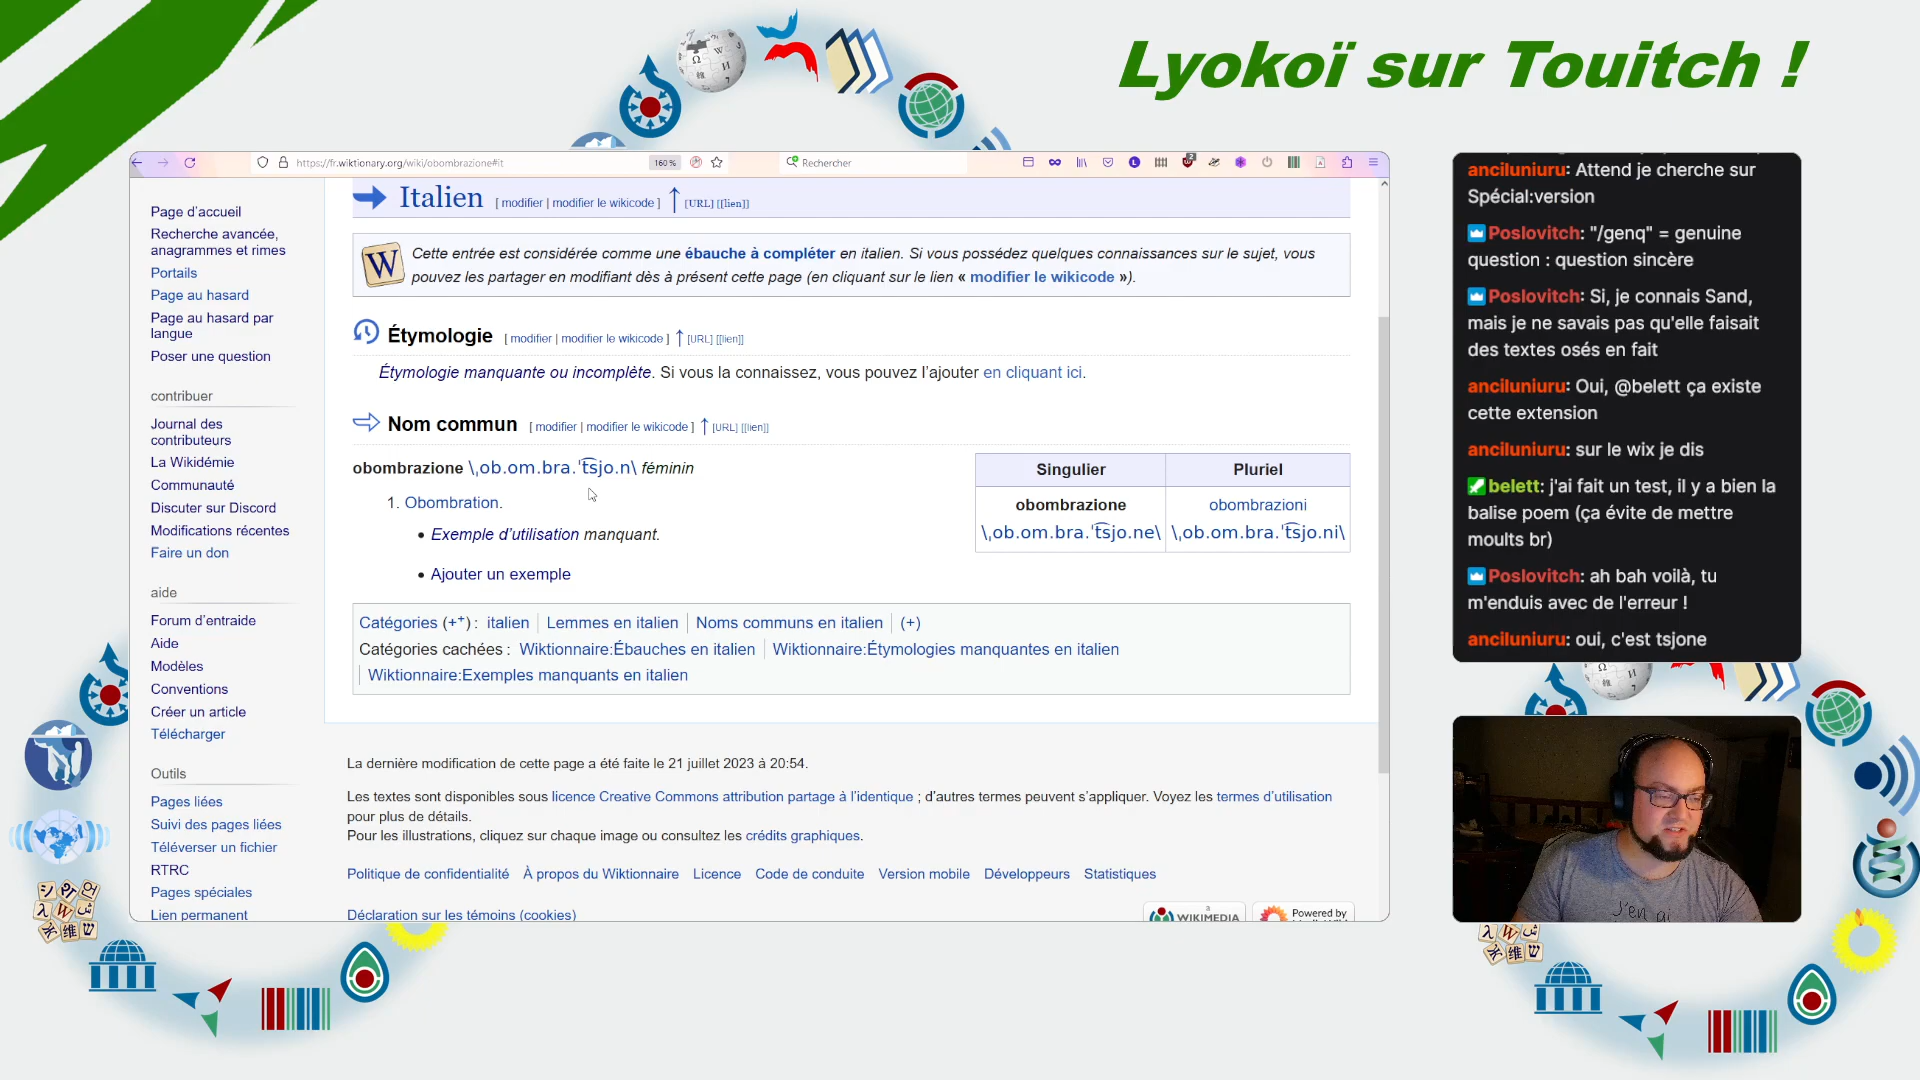 Lyokoï sur Touitch !
https://fr.wiktionary.org/wiki/obombrazione#it
160 %
Rechercher
Page d'accueil
Recherche avancée,
anagrammes et rimes
Portails
Page au hasard
Page au hasard par
langue
Poser une question
contribuer
Journal des
contributeurs
La Wikidémie
Communauté
Discuter sur Discord
Modifications récentes
Faire un don
aide
Forum d'entraide
Aide
Modèles
Conventions
Créer un article
Télécharger
Outils
Pages liées
Suivi des pages liées
Téléverser un fichier
RTRC
Pages spéciales
Lien permanent
Italien [ modifier | modifier le wikicode ] ↑ [URL] [[lien]]
Cette entrée est considérée comme une ébauche à compléter en italien. Si vous possédez quelques connaissances sur le sujet, vous
pouvez les partager en modifiant dès à présent cette page (en cliquant sur le lien « modifier le wikicode »).
Étymologie [ modifier | modifier le wikicode ] ↑ [URL] [[lien]]
Étymologie manquante ou incomplète. Si vous la connaissez, vous pouvez l'ajouter en cliquant ici.
Nom commun [ modifier | modifier le wikicode ] ↑ [URL] [[lien]]
obombrazione \ˌob.om.bra.ˈt͡sjo.n\ féminin
1. Obombration.
• Exemple d'utilisation manquant.
• Ajouter un exemple
Singulier Pluriel
obombrazione obombrazioni
\ˌob.om.bra.ˈt͡sjo.ne\ \ˌob.om.bra.ˈt͡sjo.ni\
Catégories (+⁺) : italien | Lemmes en italien | Noms communs en italien | (+)
Catégories cachées : Wiktionnaire:Ébauches en italien | Wiktionnaire:Étymologies manquantes en italien
| Wiktionnaire:Exemples manquants en italien
La dernière modification de cette page a été faite le 21 juillet 2023 à 20:54.
Les textes sont disponibles sous licence Creative Commons attribution partage à l'identique ; d'autres termes peuvent s'appliquer. Voyez les termes d'utilisation
pour plus de détails.
Pour les illustrations, cliquez sur chaque image ou consultez les crédits graphiques.
Politique de confidentialité À propos du Wiktionnaire Licence Code de conduite Version mobile Développeurs Statistiques
Déclaration sur les témoins (cookies)
a
WIKIMEDIA
Powered by
anciluniuru: Attend je cherche sur
Spécial:version
Poslovitch: "/genq" = genuine
question : question sincère
Poslovitch: Si, je connais Sand,
mais je ne savais pas qu'elle faisait
des textes osés en fait
anciluniuru: Oui, @belett ça existe
cette extension
anciluniuru: sur le wix je dis
belett: j'ai fait un test, il y a bien la
balise poem (ça évite de mettre
moults br)
Poslovitch: ah bah voilà, tu
m'enduis avec de l'erreur !
anciluniuru: oui, c'est tsjone
J'en ai